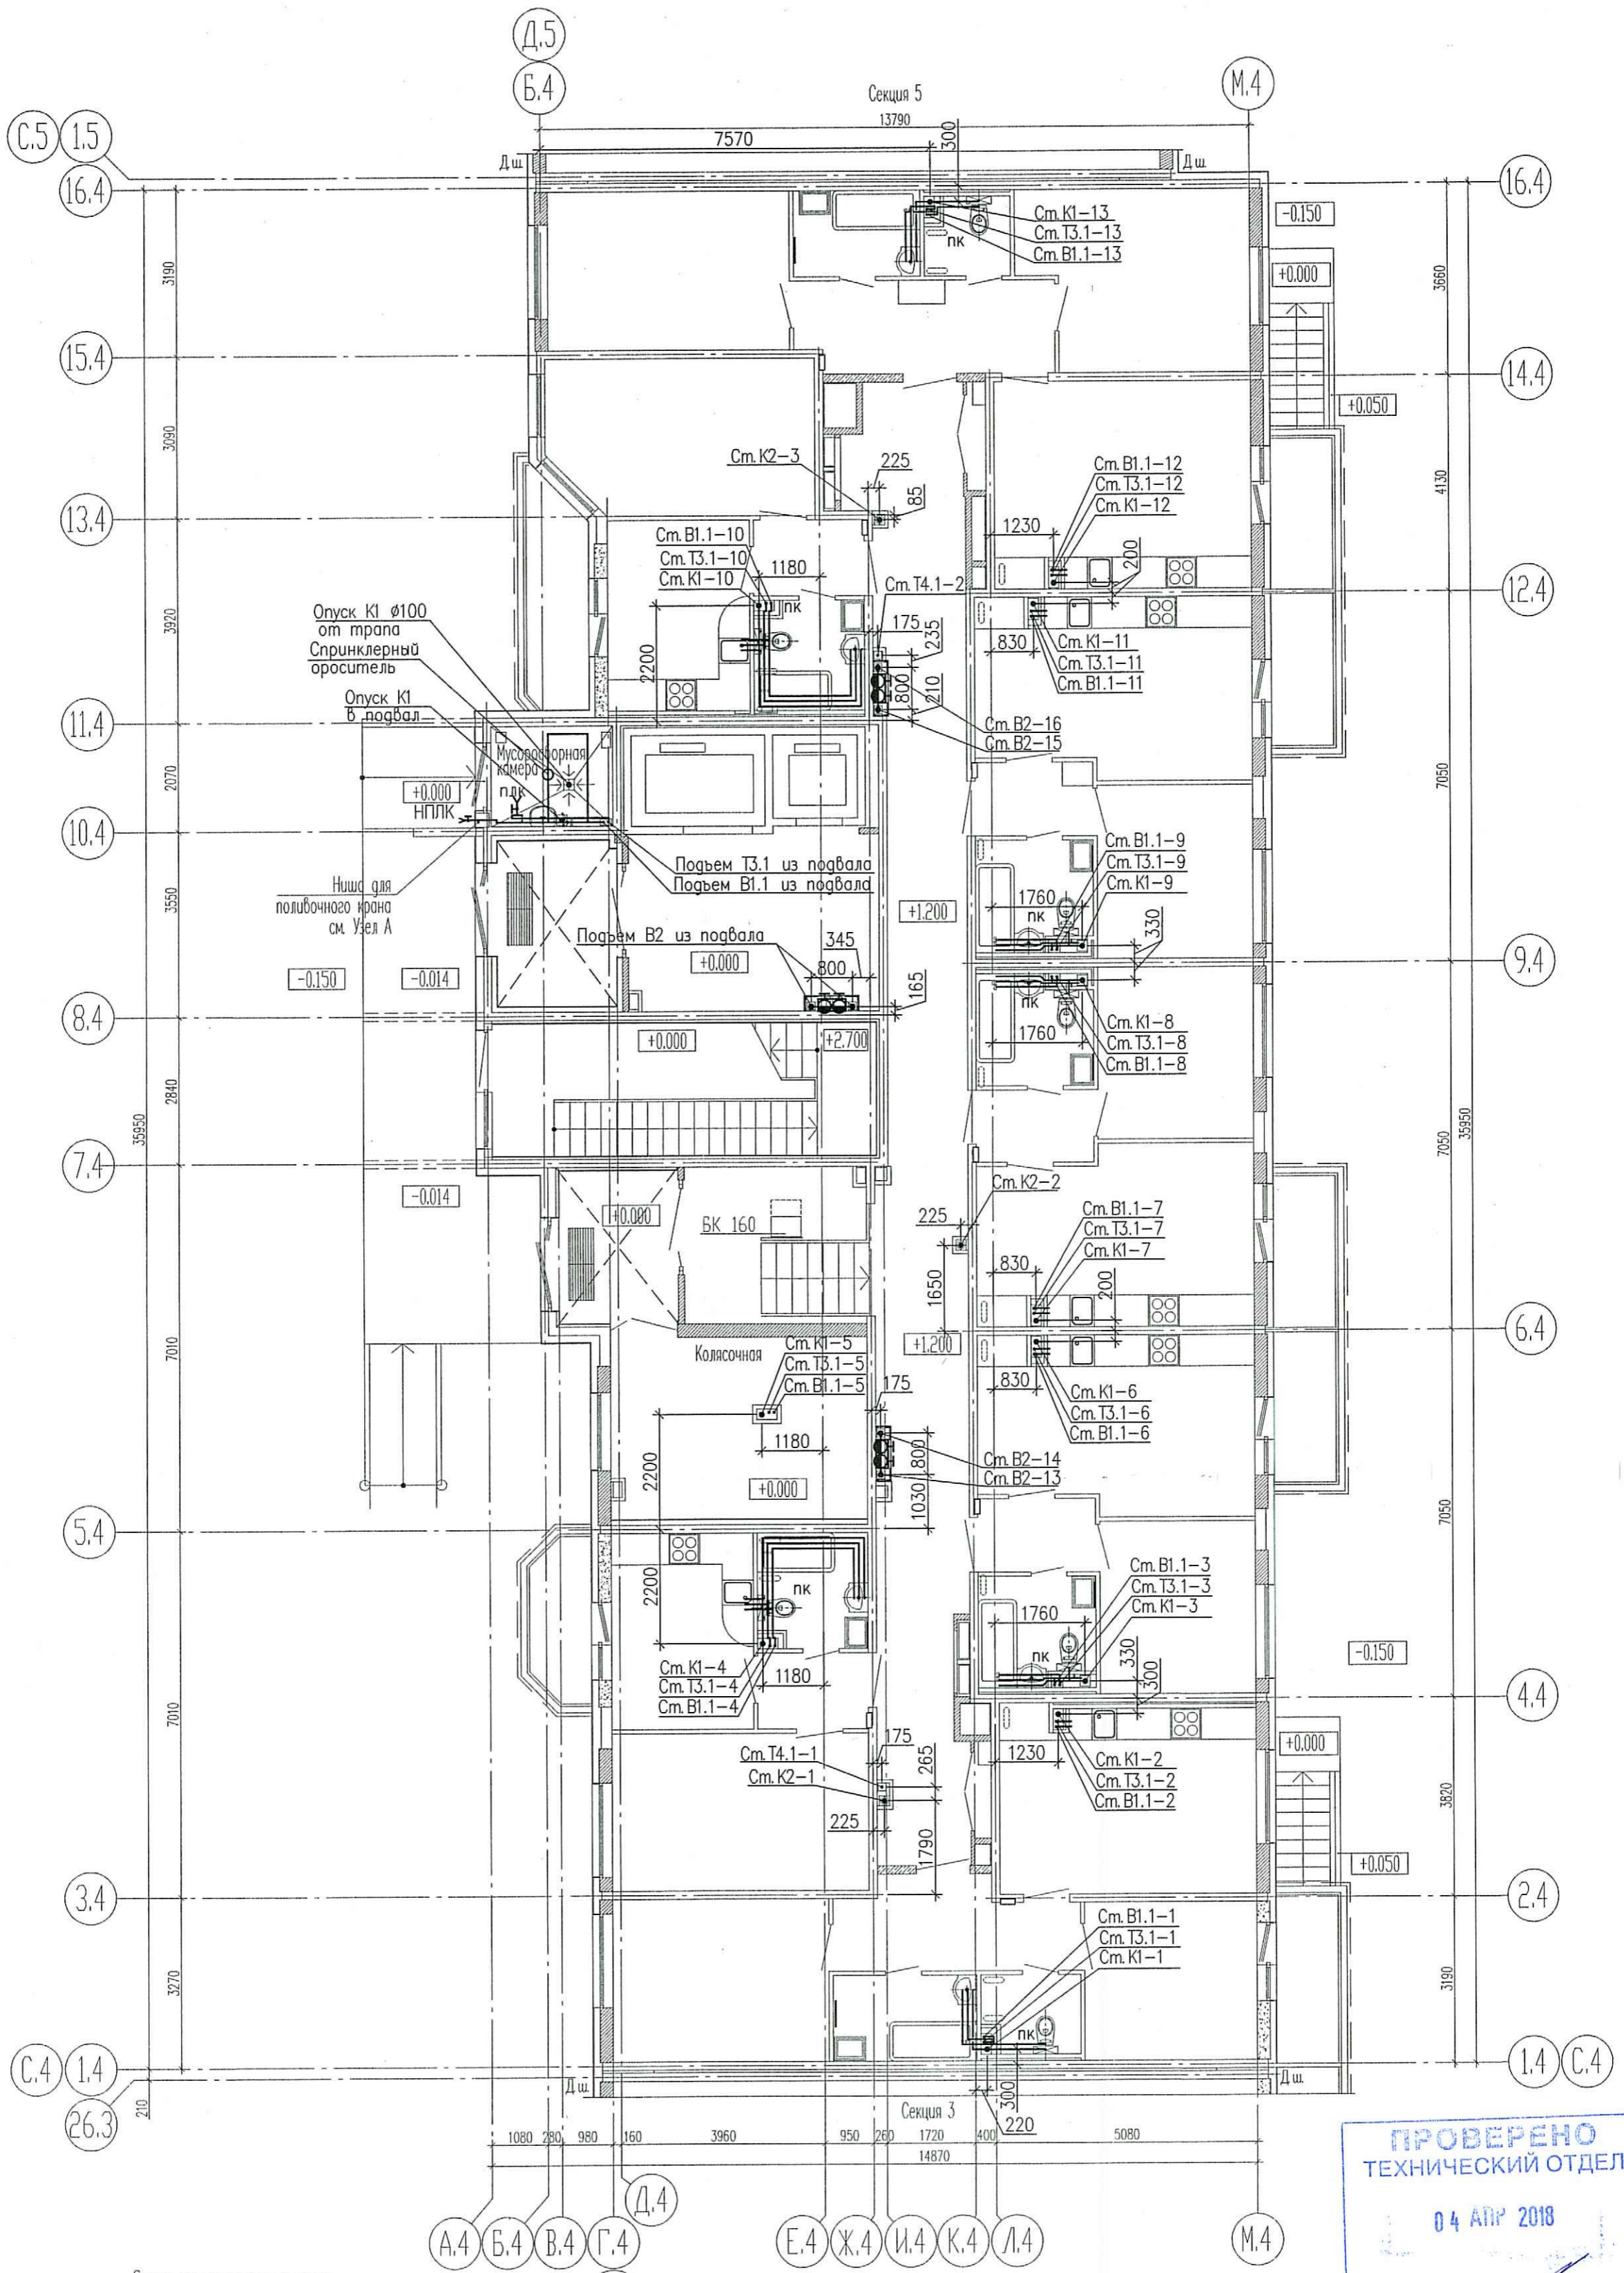 Д.5
Б.4
М.4
Секция 5
13790
7570
300
С.5
1.5
16.4
16.4
Д.ш.
Д.ш.
-0.150
Ст. К1-13
Ст. Т3.1-13
Ст. В1.1-13
пк
+0.000
3190
3660
15.4
14.4
+0.050
3090
4130
Ст. К2-3
225
85
Ст. В1.1-12
Ст. Т3.1-12
Ст. К1-12
1230
200
13.4
Ст. В1.1-10
Ст. Т3.1-10
Ст. К1-10
1180
пк
Ст. Т4.1-2
12.4
Опуск К1 ø100
от трапа
Спринклерный
ороситель
Опуск К1
в подвал
3920
2200
175
235
800
210
830
Ст. К1-11
Ст. Т3.1-11
Ст. В1.1-11
Ст. В2-16
Ст. В2-15
11.4
Мусоросборная
камера
плк
+0.000
НПЛК
2070
7050
10.4
Подъем Т3.1 из подвала
Подъем В1.1 из подвала
Ст. В1.1-9
Ст. Т3.1-9
Ст. К1-9
1760
пк
330
Ниша для
поливочного крана
см. Узел А
3550
+1.200
Подъем В2 из подвала
345
800
+0.000
165
-0.150
-0.014
9.4
пк
1760
Ст. К1-8
Ст. Т3.1-8
Ст. В1.1-8
8.4
+0.000
+2.700
2840
35950
35950
7050
7.4
-0.014
+0.000
БК 160
Ст. К2-2
225
1650
Ст. В1.1-7
Ст. Т3.1-7
Ст. К1-7
830
200
6.4
7010
Колясочная
Ст. К1-5
Ст. Т3.1-5
Ст. В1.1-5
+1.200
175
830
Ст. К1-6
Ст. Т3.1-6
Ст. В1.1-6
1180
2200
800
Ст. В2-14
Ст. В2-13
+0.000
1030
7050
5.4
2200
пк
Ст. В1.1-3
Ст. Т3.1-3
Ст. К1-3
1760
пк
330
300
-0.150
Ст. К1-4
Ст. Т3.1-4
Ст. В1.1-4
1180
7010
4.4
Ст. Т4.1-1
Ст. К2-1
175
265
225
1790
1230
Ст. К1-2
Ст. Т3.1-2
Ст. В1.1-2
+0.000
3820
+0.050
3.4
2.4
Ст. В1.1-1
Ст. Т3.1-1
Ст. К1-1
пк
3270
3190
С.4
1.4
26.3
210
Д.ш.
Д.ш.
1.4
С.4
Секция 3
300
220
1080
280
980
160
3960
950
260
1720
400
5080
14870
Д.4
А.4
Б.4
В.4
Г.4
Е.4
Ж.4
И.4
К.4
Л.4
М.4
ПРОВЕРЕНО
ТЕХНИЧЕСКИЙ ОТДЕЛ
04 АПР 2018